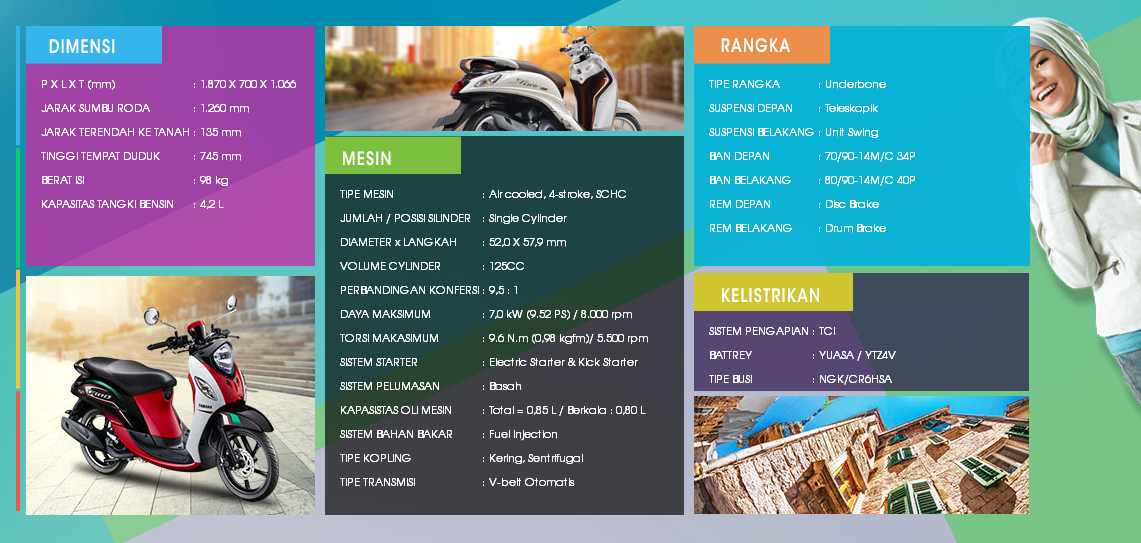 DIMENSI
P X L X T (mm) : 1.870 X 700 X 1.066
JARAK SUMBU RODA : 1.260 mm
JARAK TERENDAH KE TANAH : 135 mm
TINGGI TEMPAT DUDUK : 745 mm
BERAT ISI : 98 kg
KAPASITAS TANGKI BENSIN : 4,2 L
MESIN
TIPE MESIN : Air cooled, 4-stroke, SCHC
JUMLAH / POSISI SILINDER : Single Cylinder
DIAMETER x LANGKAH : 52,0 X 57,9 mm
VOLUME CYLINDER : 125CC
PERBANDINGAN KONFERSI : 9,5 : 1
DAYA MAKSIMUM : 7,0 kW (9.52 PS) / 8.000 rpm
TORSI MAKASIMUM : 9.6 N.m (0,98 kgfm)/ 5.500 rpm
SISTEM STARTER : Electric Starter & Kick Starter
SISTEM PELUMASAN : Basah
KAPASISTAS OLI MESIN : Total = 0,85 L / Berkala : 0,80 L
SISTEM BAHAN BAKAR : Fuel Injection
TIPE KOPLING : Kering, Sentrifugal
TIPE TRANSMISI : V-belt Otomatis
RANGKA
TIPE RANGKA : Underbone
SUSPENSI DEPAN : Teleskopik
SUSPENSI BELAKANG : Unit Swing
BAN DEPAN : 70/90-14M/C 34P
BAN BELAKANG : 80/90-14M/C 40P
REM DEPAN : Disc Brake
REM BELAKANG : Drum Brake
KELISTRIKAN
SISTEM PENGAPIAN : TCI
BATTREY : YUASA / YTZ4V
TIPE BUSI : NGK/CR6HSA
Fino
YAMAHA